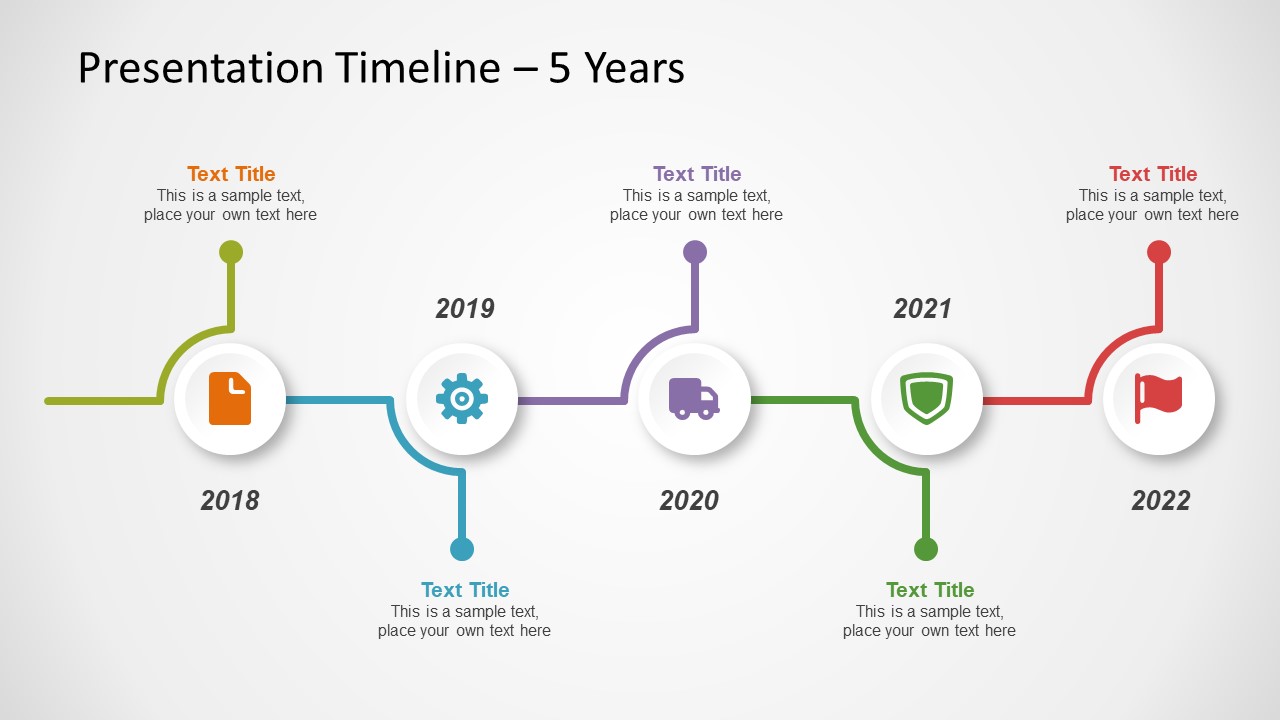 Presentation Timeline – 5 Years
Text Title
This is a sample text,
place your own text here
Text Title
This is a sample text,
place your own text here
Text Title
This is a sample text,
place your own text here
2019
2021
2018
2020
2022
Text Title
This is a sample text,
place your own text here
Text Title
This is a sample text,
place your own text here